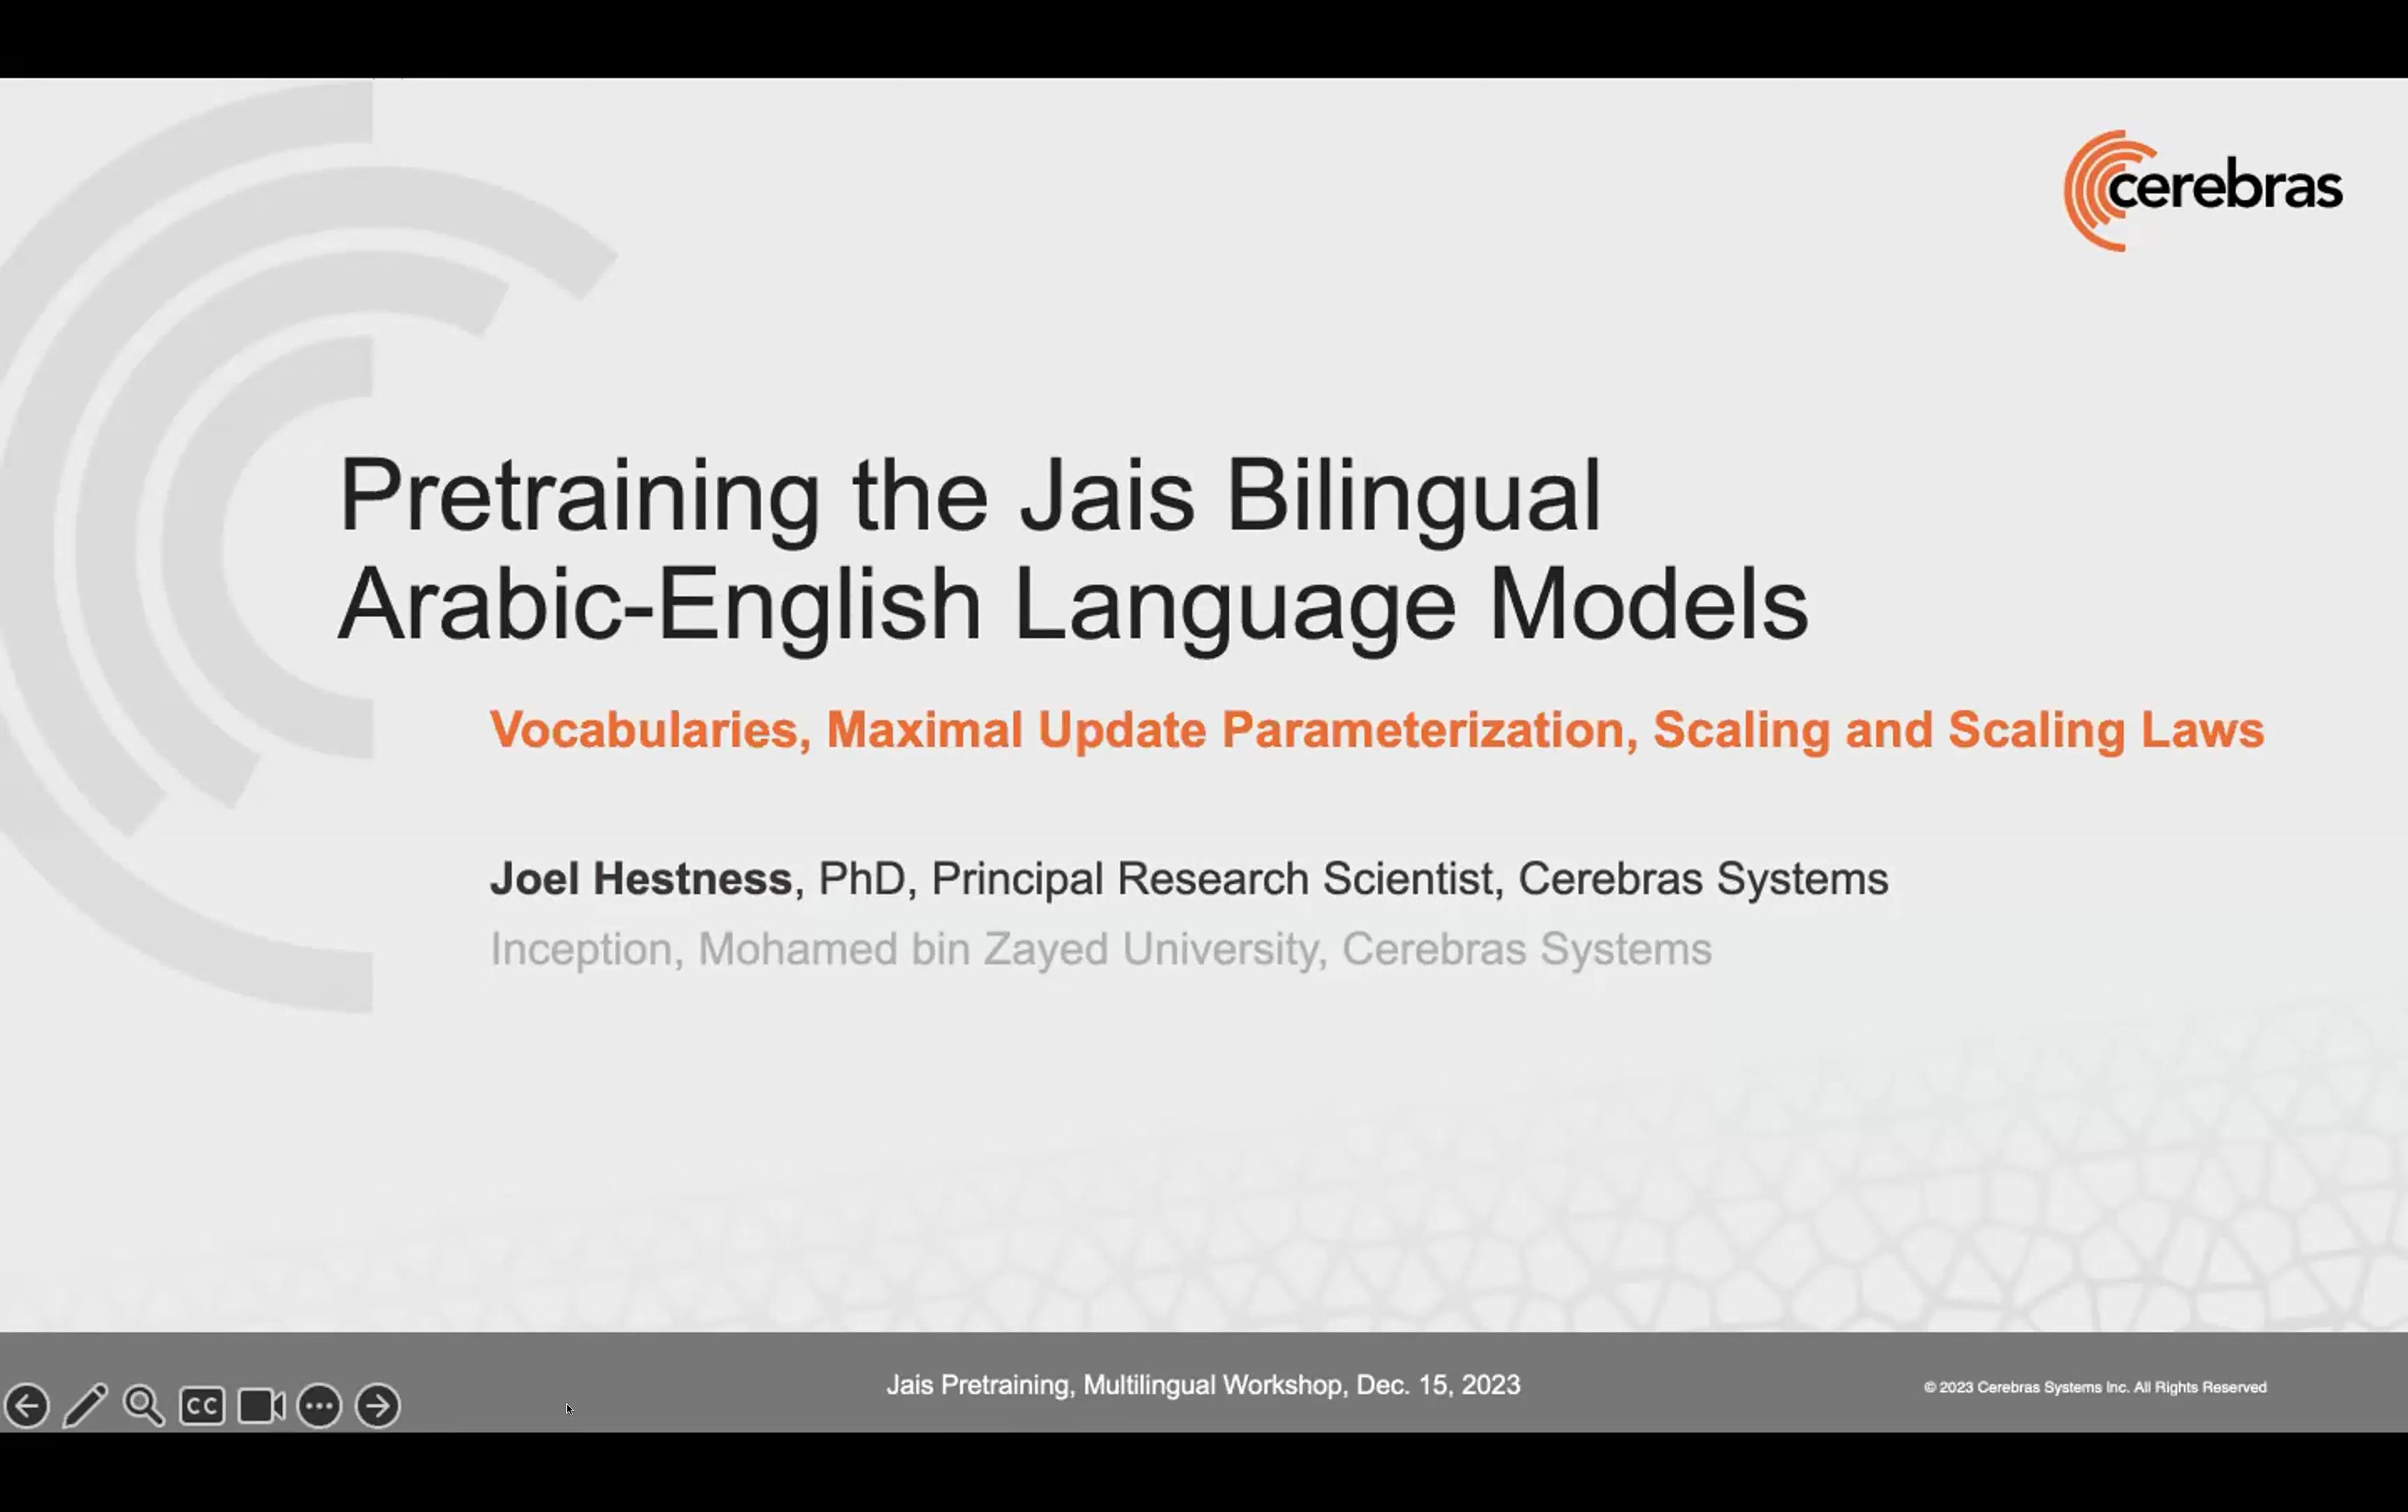 cerebras
Pretraining the Jais Bilingual
Arabic-English Language Models
Vocabularies, Maximal Update Parameterization, Scaling and Scaling Laws
Joel Hestness, PhD, Principal Research Scientist, Cerebras Systems
Inception, Mohamed bin Zayed University, Cerebras Systems
CC
Jais Pretraining, Multilingual Workshop, Dec. 15, 2023
© 2023 Cerebras Systems Inc. All Rights Reserved